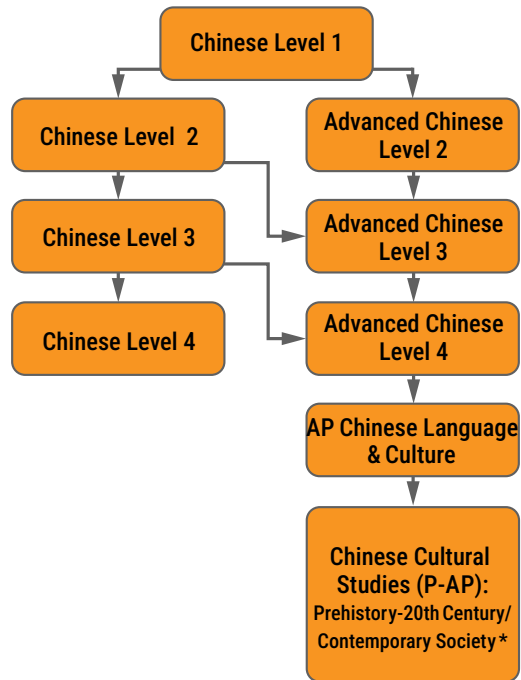 Chinese Level 1
Chinese Level 2
Advanced Chinese
Level 2
Chinese Level 3
Advanced Chinese
Level 3
Chinese Level 4
Advanced Chinese
Level 4
AP Chinese Language
& Culture
Chinese Cultural
Studies (P-AP):
Prehistory-20th Century/
Contemporary Society *